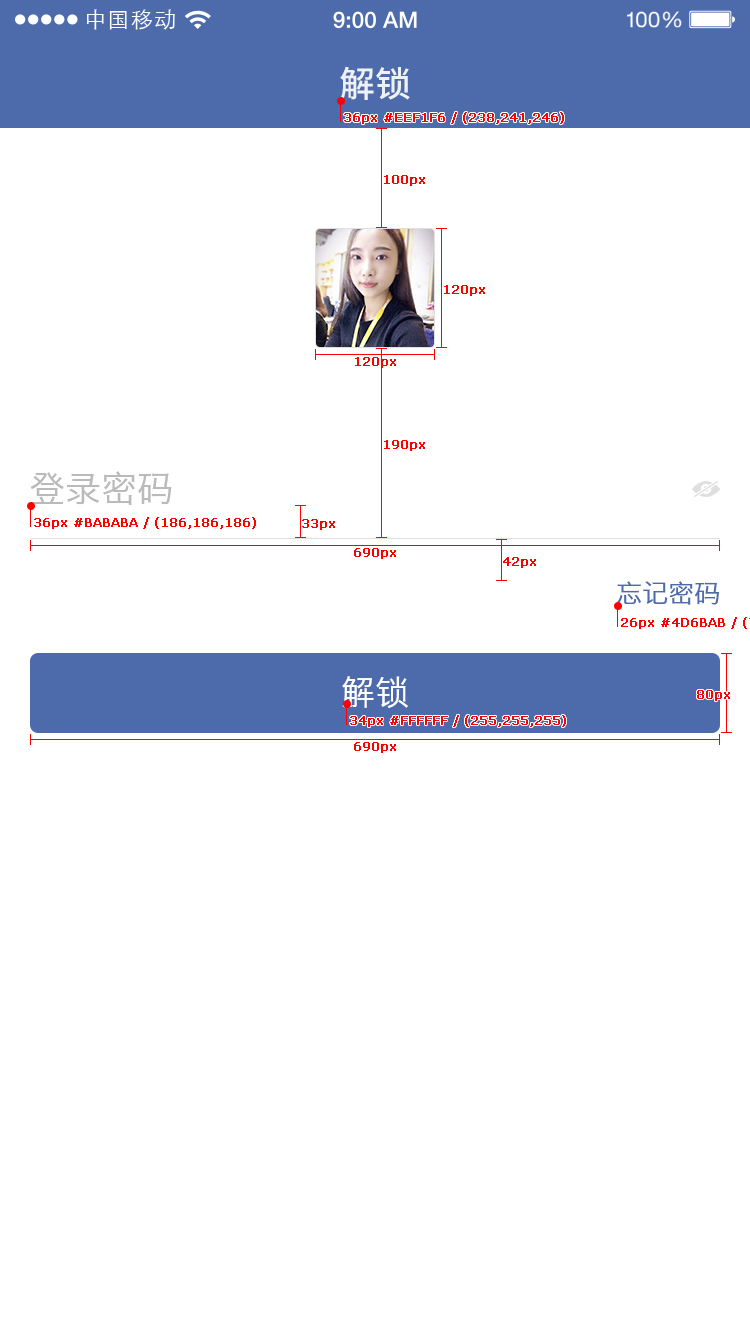 中国移动 9:00 AM 100%
解锁
36px #EEF1F6 / (238,241,246)
100px
120px
120px
190px
登录密码
36px #BABABA / (186,186,186)
33px
690px
42px
忘记密码
26px #4D6BAB / (
解锁
80px
34px #FFFFFF / (255,255,255)
690px